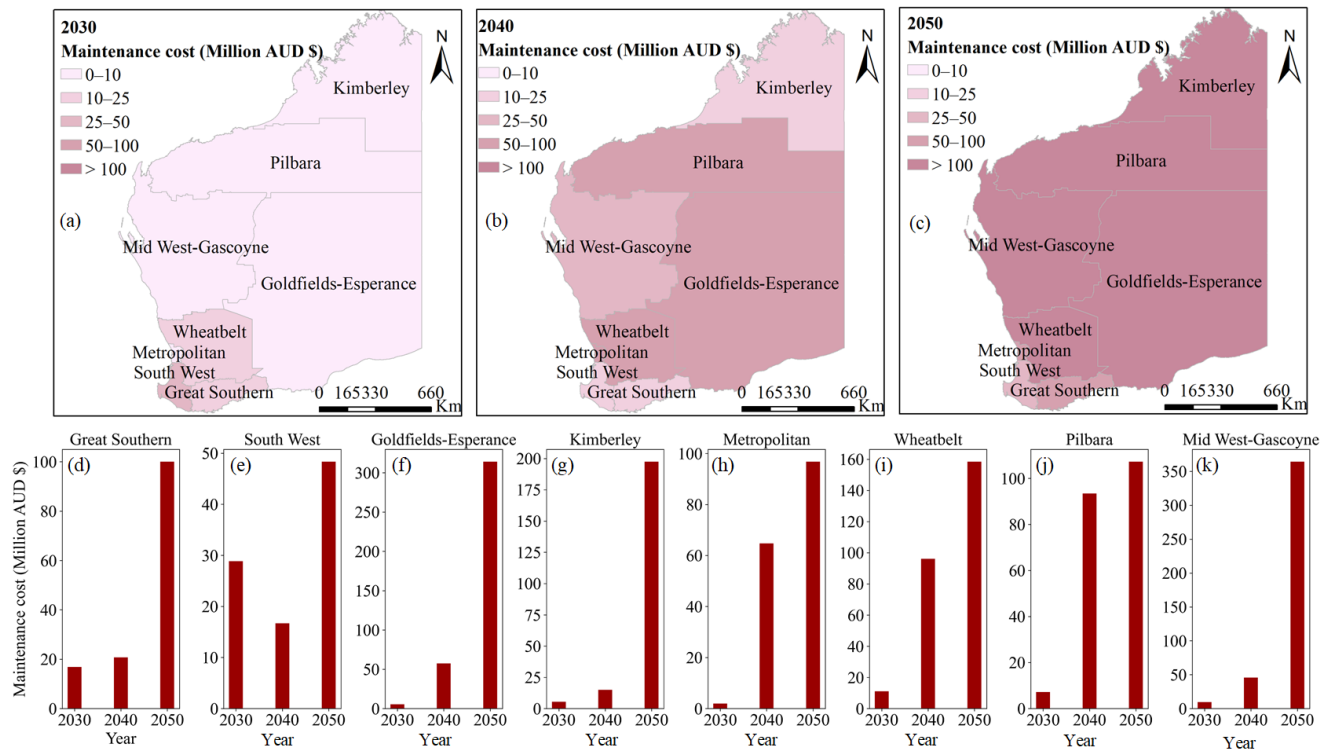 2030
Maintenance cost (Million AUD $)
0–10
10–25
25–50
50–100
> 100
N
Kimberley
Pilbara
(a)
Mid West-Gascoyne
Goldfields-Esperance
Wheatbelt
Metropolitan
South West
Great Southern
0 165330 660
Km
2040
Maintenance cost (Million AUD $)
0–10
10–25
25–50
50–100
> 100
N
Kimberley
Pilbara
(b)
Mid West-Gascoyne
Goldfields-Esperance
Wheatbelt
Metropolitan
South West
Great Southern
0 165330 660
Km
2050
Maintenance cost (Million AUD $)
0–10
10–25
25–50
50–100
> 100
N
Kimberley
Pilbara
(c)
Mid West-Gascoyne
Goldfields-Esperance
Wheatbelt
Metropolitan
South West
Great Southern
0 165330 660
Km
Maintenance cost (Million AUD $)
Great Southern
(d)
100
80
60
40
20
0
2030 2040 2050
Year
South West
(e)
50
40
30
20
10
0
2030 2040 2050
Year
Goldfields-Esperance
(f)
300
250
200
150
100
50
0
2030 2040 2050
Year
Kimberley
(g)
200
175
150
125
100
75
50
25
0
2030 2040 2050
Year
Metropolitan
(h)
80
60
40
20
0
2030 2040 2050
Year
Wheatbelt
(i)
160
140
120
100
80
60
40
20
0
2030 2040 2050
Year
Pilbara
(j)
100
80
60
40
20
0
2030 2040 2050
Year
Mid West-Gascoyne
(k)
350
300
250
200
150
100
50
0
2030 2040 2050
Year